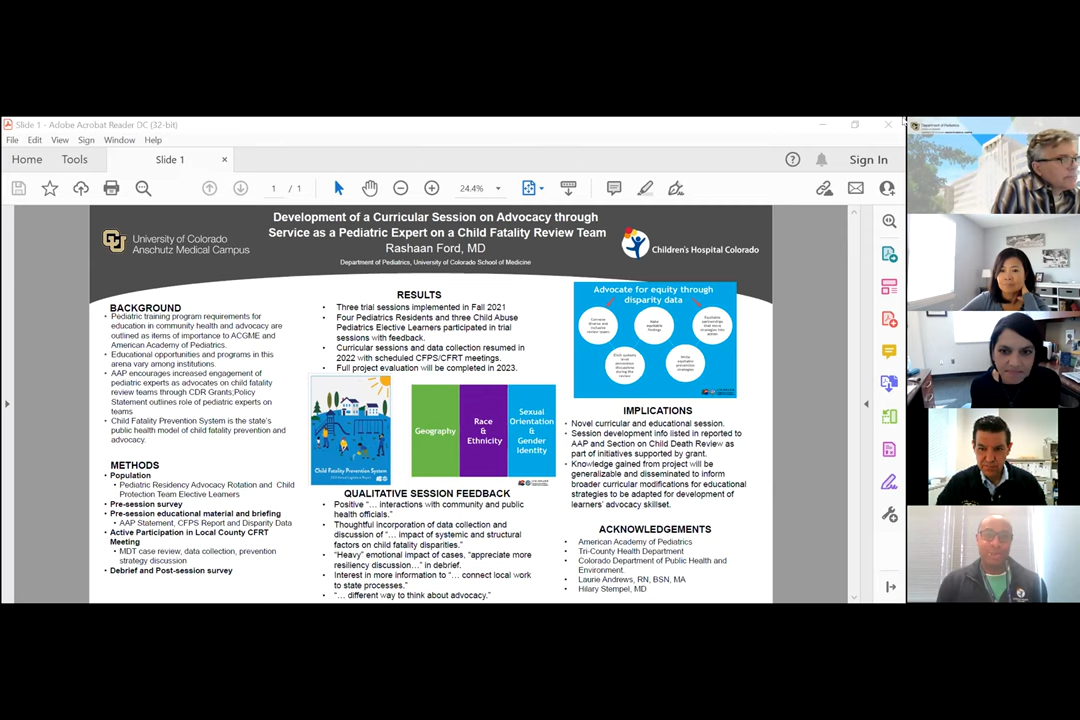 Slide 1 - Adobe Acrobat Reader DC (32-bit)
File Edit View Sign Window Help
Home Tools Slide 1 × Sign In
1 / 1 24.4%
Development of a Curricular Session on Advocacy through
Service as a Pediatric Expert on a Child Fatality Review Team
Rashaan Ford, MD
Department of Pediatrics, University of Colorado School of Medicine
CU
University of Colorado
Anschutz Medical Campus
Children's Hospital Colorado
BACKGROUND
• Pediatric training program requirements for
education in community health and advocacy are
outlined as items of importance to ACGME and
American Academy of Pediatrics.
• Educational opportunities and programs in this
arena vary among institutions.
• AAP encourages increased engagement of
pediatric experts as advocates on child fatality
review teams through CDR Grants;Policy
Statement outlines role of pediatric experts on
teams
• Child Fatality Prevention System is the state's
public health model of child fatality prevention and
advocacy.
METHODS
• Population
• Pediatric Residency Advocacy Rotation and Child
Protection Team Elective Learners
• Pre-session survey
• Pre-session educational material and briefing
• AAP Statement, CFPS Report and Disparity Data
• Active Participation in Local County CFRT
Meeting
• MDT case review, data collection, prevention
strategy discussion
• Debrief and Post-session survey
RESULTS
• Three trial sessions implemented in Fall 2021
• Four Pediatrics Residents and three Child Abuse
Pediatrics Elective Learners participated in trial
sessions with feedback.
• Curricular sessions and data collection resumed in
2022 with scheduled CFPS/CFRT meetings.
• Full project evaluation will be completed in 2023.
Child Fatality Prevention System
Geography
Race
&
Ethnicity
Sexual
Orientation
&
Gender
Identity
QUALITATIVE SESSION FEEDBACK
• Positive "… interactions with community and public
health officials."
• Thoughtful incorporation of data collection and
discussion of "… impact of systemic and structural
factors on child fatality disparities."
• "Heavy" emotional impact of cases, "appreciate more
resiliency discussion…" in debrief.
• Interest in more information to "… connect local work
to state processes."
• "… different way to think about advocacy."
Advocate for equity through
disparity data
IMPLICATIONS
• Novel curricular and educational session.
• Session development info listed in reported to
AAP and Section on Child Death Review as
part of initiatives supported by grant.
• Knowledge gained from project will be
generalizable and disseminated to inform
broader curricular modifications for educational
strategies to be adapted for development of
learners' advocacy skillset.
ACKNOWLEDGEMENTS
• American Academy of Pediatrics
• Tri-County Health Department
• Colorado Department of Public Health and
Environment.
• Laurie Andrews, RN, BSN, MA
• Hilary Stempel, MD
Department of Pediatrics